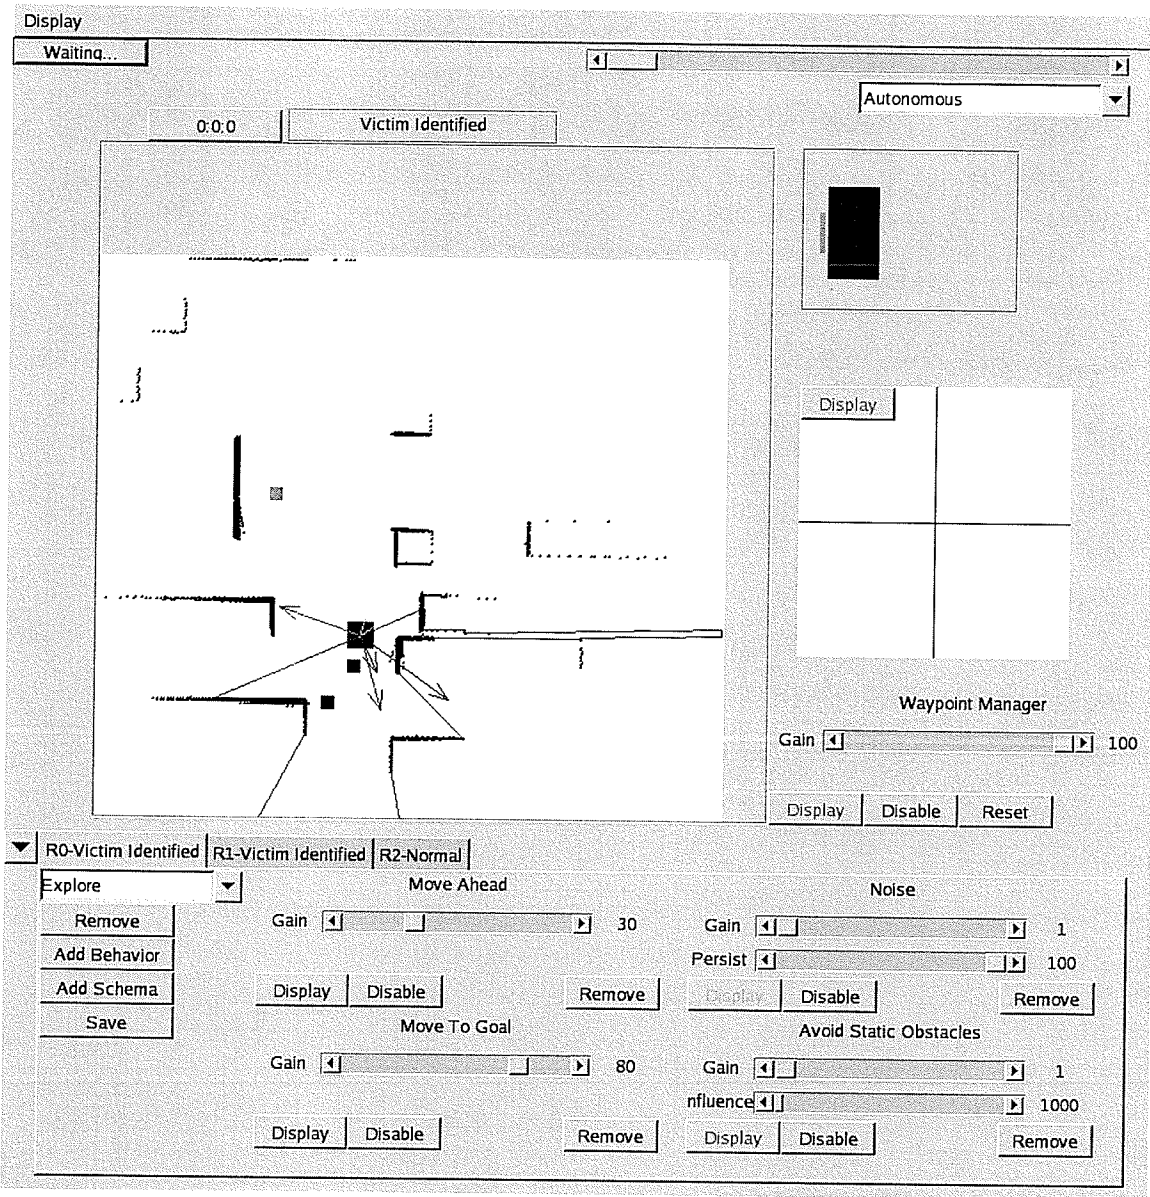 Display
Waiting...
Autonomous
0:0:0
Victim Identified
Display
Waypoint Manager
Gain 100
Display Disable Reset
R0-Victim Identified R1-Victim Identified R2-Normal
Explore
Remove
Add Behavior
Add Schema
Save
Move Ahead
Gain 30
Display Disable Remove
Move To Goal
Gain 80
Display Disable Remove
Noise
Gain 1
Persist 100
Display Disable Remove
Avoid Static Obstacles
Gain 1
nfluence 1000
Display Disable Remove